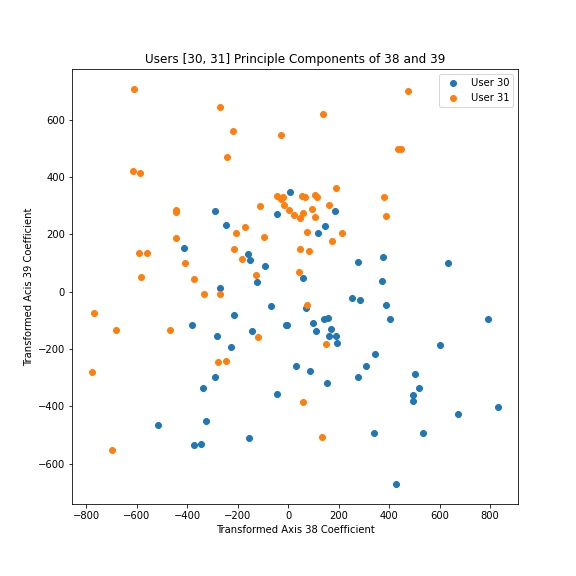 Users [30, 31] Principle Components of 38 and 39
User 30
User 31
Transformed Acis 39 Coefficient
600
400
200
0
−200
−400
−600
−800 −600 −400 −200 0 200 400 600 800
Transformed Axis 38 Coefficient